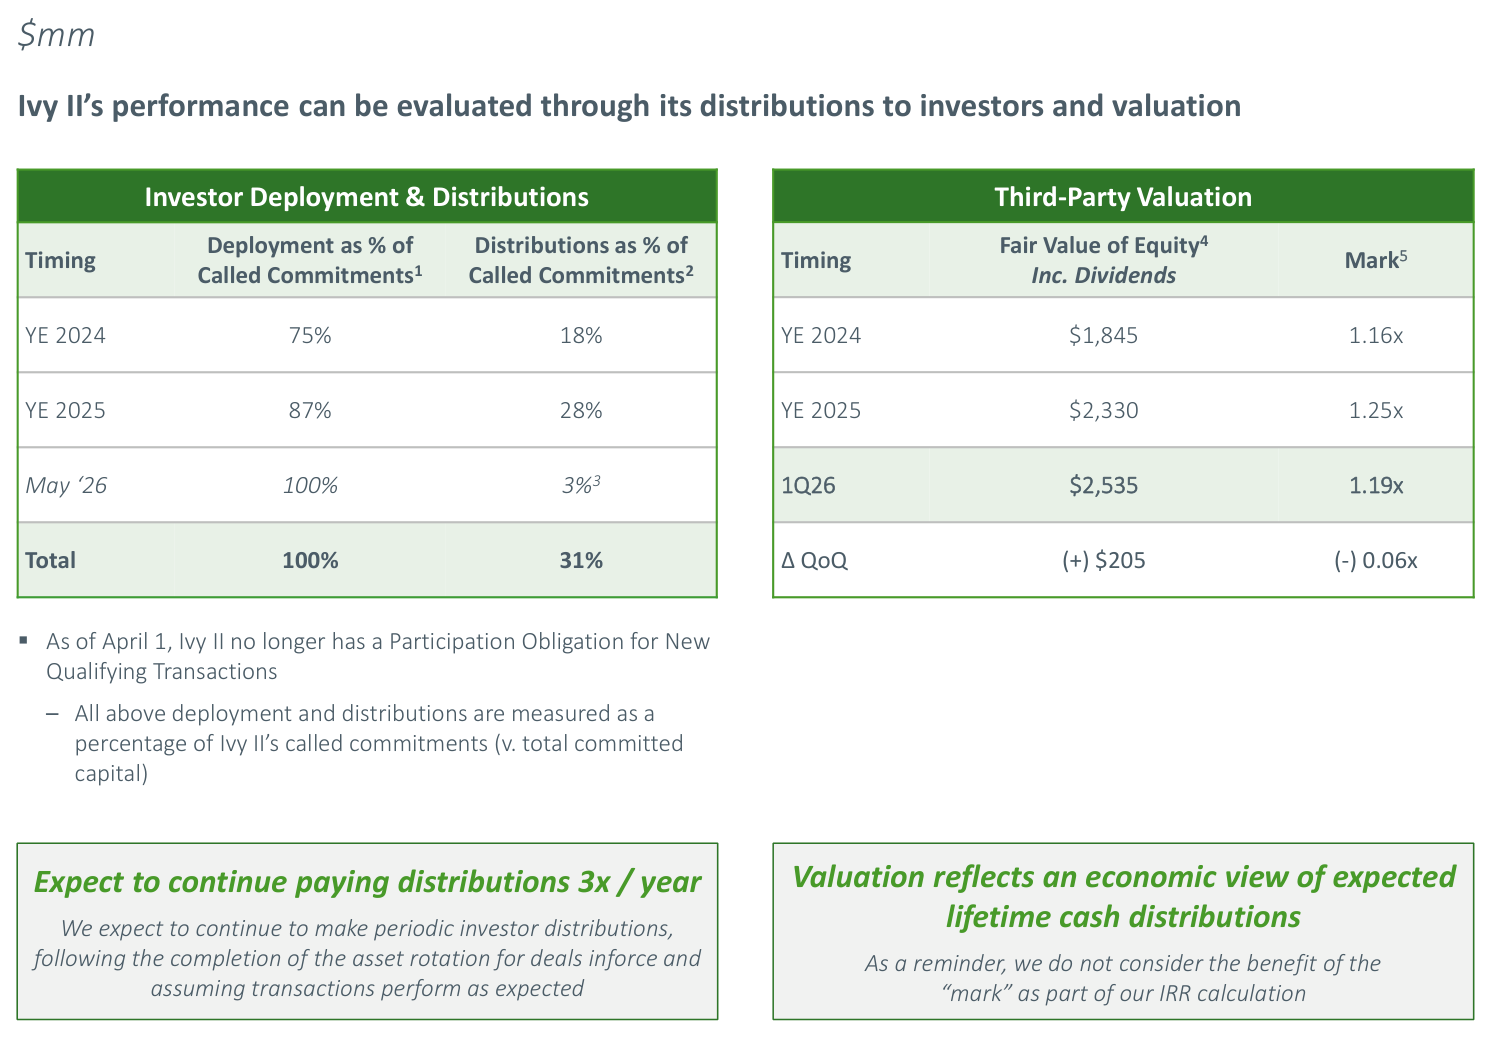 $mm
Ivy II’s performance can be evaluated through its distributions to investors and valuation
Investor Deployment & Distributions
Timing
Deployment as % of
Called Commitments¹
Distributions as % of
Called Commitments²
YE 2024 75% 18%
YE 2025 87% 28%
May ‘26 100% 3%³
Total 100% 31%
▪ As of April 1, Ivy II no longer has a Participation Obligation for New
Qualifying Transactions
– All above deployment and distributions are measured as a
percentage of Ivy II’s called commitments (v. total committed
capital)
Expect to continue paying distributions 3x / year
We expect to continue to make periodic investor distributions,
following the completion of the asset rotation for deals inforce and
assuming transactions perform as expected
Third-Party Valuation
Timing
Fair Value of Equity⁴
Inc. Dividends
Mark⁵
YE 2024 $1,845 1.16x
YE 2025 $2,330 1.25x
1Q26 $2,535 1.19x
Δ QoQ (+) $205 (-) 0.06x
Valuation reflects an economic view of expected
lifetime cash distributions
As a reminder, we do not consider the benefit of the
“mark” as part of our IRR calculation